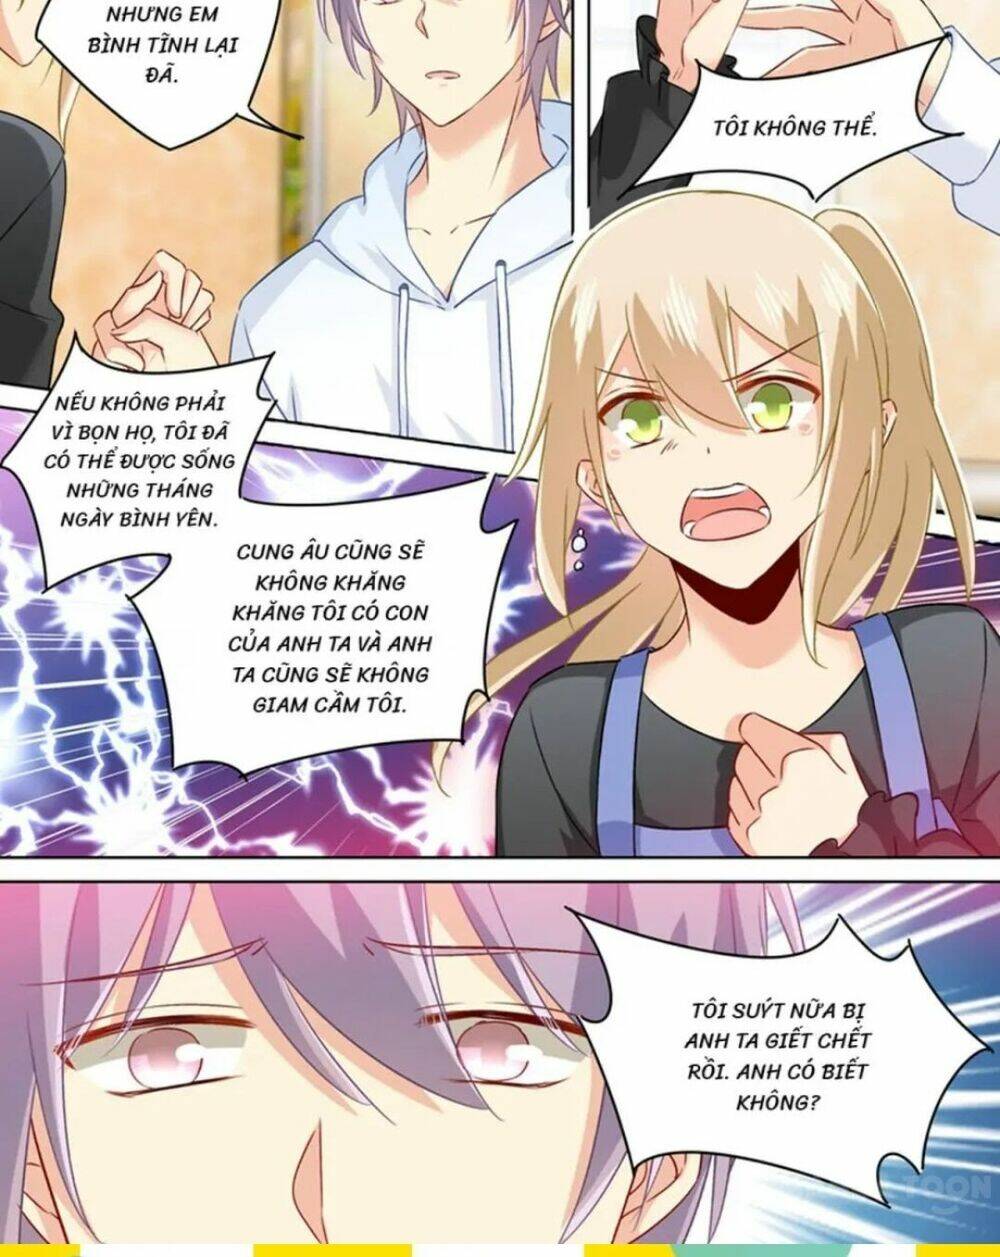 NHƯNG EM
BÌNH TĨNH LẠI
ĐÃ.
TÔI KHÔNG THỂ.
NẾU KHÔNG PHẢI
VÌ BỌN HỌ, TÔI ĐÃ
CÓ THỂ ĐƯỢC SỐNG
NHỮNG THÁNG
NGÀY BÌNH YÊN.
CUNG ÂU CŨNG SẼ
KHÔNG KHĂNG
KHĂNG TÔI CÓ CON
CỦA ANH TA VÀ ANH
TA CŨNG SẼ KHÔNG
GIAM CẦM TÔI.
TÔI SUÝT NỮA BỊ
ANH TA GIẾT CHẾT
RỒI. ANH CÓ BIẾT
KHÔNG?